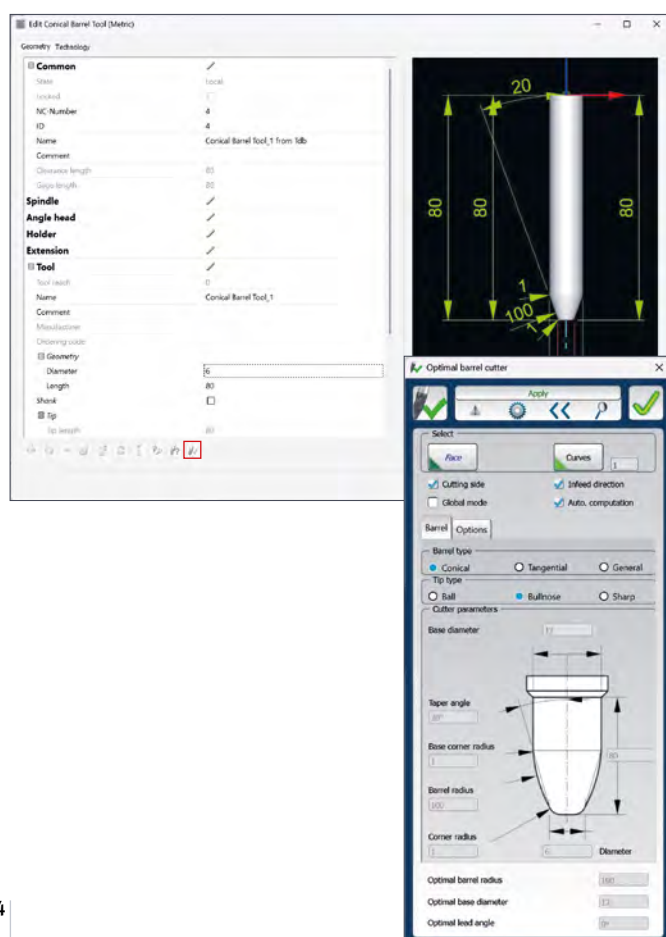 Edit Conical Barrel Tool (Metric)
Geometry Technology
Common
State Local
Locked
NC-Number 4
ID 4
Name Conical Barrel Tool_1 from Tdb
Comment
Clearance length 80
Gage length 80
Spindle
Angle head
Holder
Extension
Tool
Tool reach 0
Name Conical Barrel Tool_1
Comment
Manufacturer
Ordering code
Geometry
Diameter 6
Length 80
Shank
Tip
Tip length 80
20
80 80 80
1
100
1
Optimal barrel cutter
Apply
Select
Face Curves 1
Cutting side Infeed direction
Global mode Auto. computation
Barrel Options
Barrel type
Conical Tangential General
Tip type
Ball Bullnose Sharp
Cutter parameters
Base diameter
Taper angle
20°
Base corner radius
1 80
Barrel radius
100
Corner radius
1 6 Diameter
Optimal barrel radius 100
Optimal base diameter
Optimal lead angle 0°
4